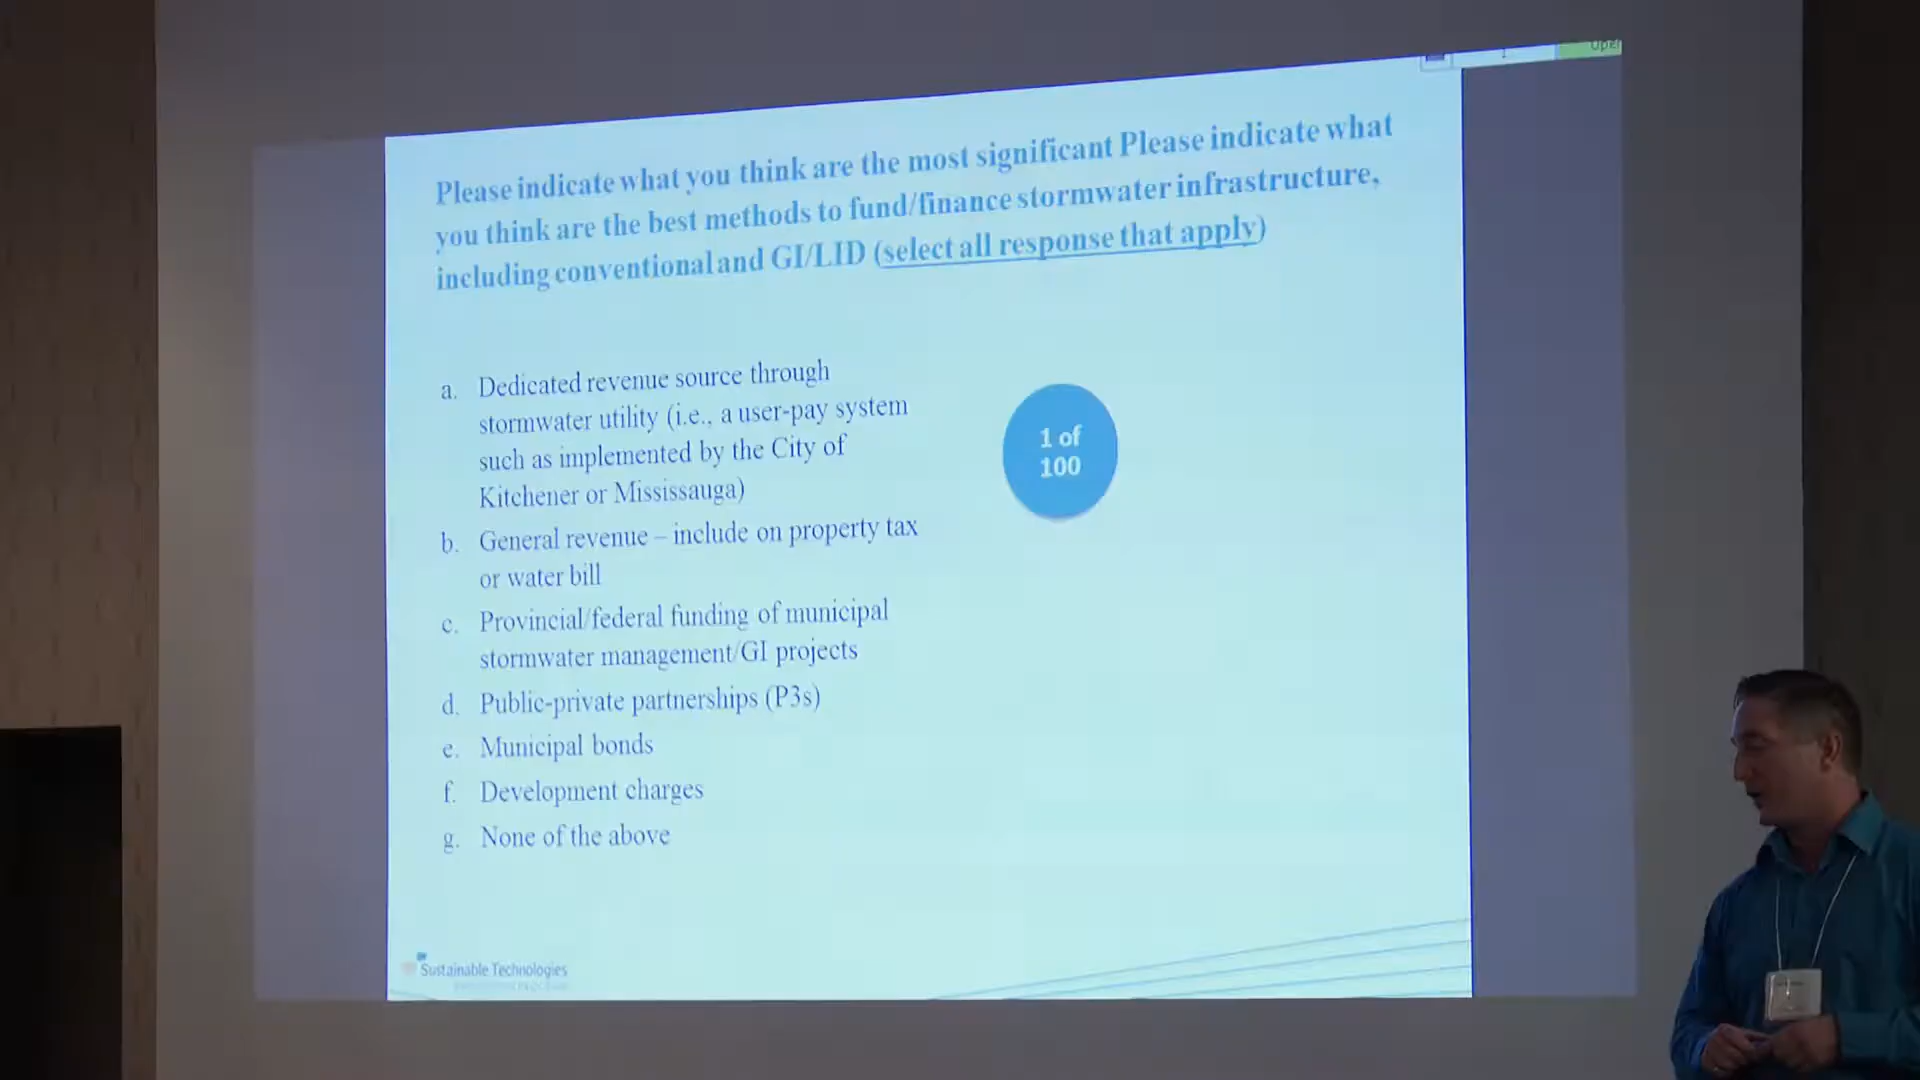 Open
Please indicate what you think are the most significant Please indicate what
you think are the best methods to fund/finance stormwater infrastructure,
including conventional and GI/LID (select all response that apply)
a. Dedicated revenue source through
stormwater utility (i.e., a user-pay system
such as implemented by the City of
Kitchener or Mississauga)
b. General revenue – include on property tax
or water bill
c. Provincial/federal funding of municipal
stormwater management/GI projects
d. Public-private partnerships (P3s)
e. Municipal bonds
f. Development charges
g. None of the above
1 of
100
Sustainable Technologies